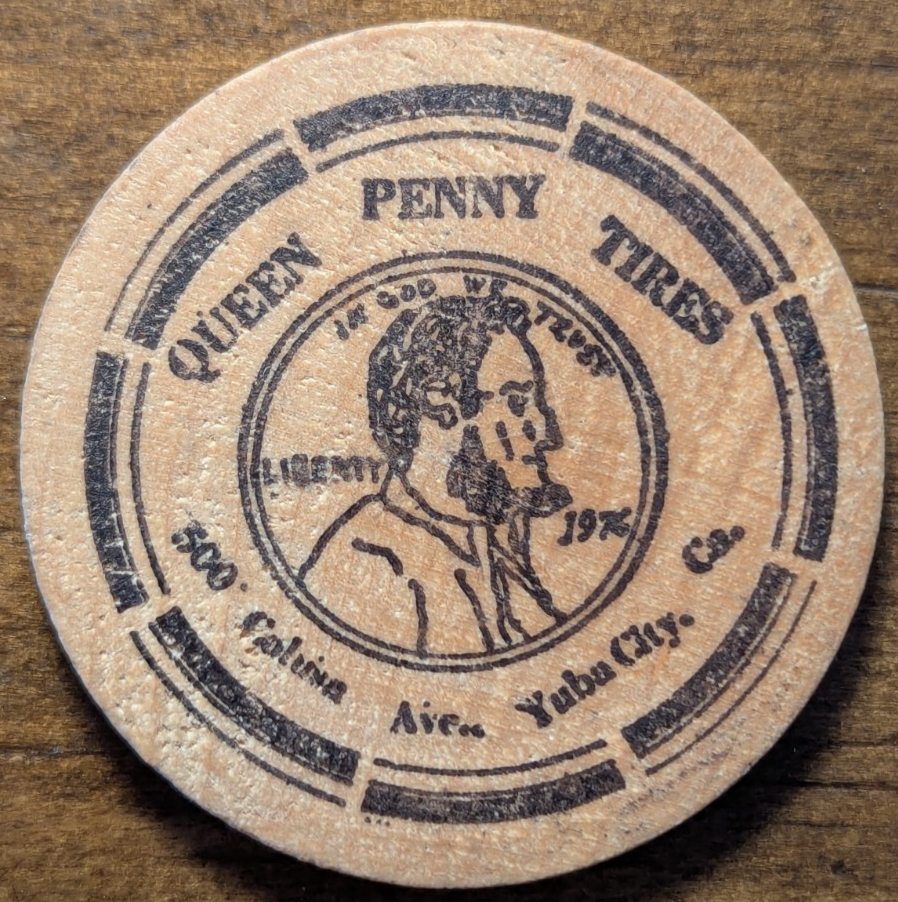 QUEEN PENNY TIRES
IN GOD WE TRUST
LIBERTY
500 Colusa Ave., Yuba City. Ca.